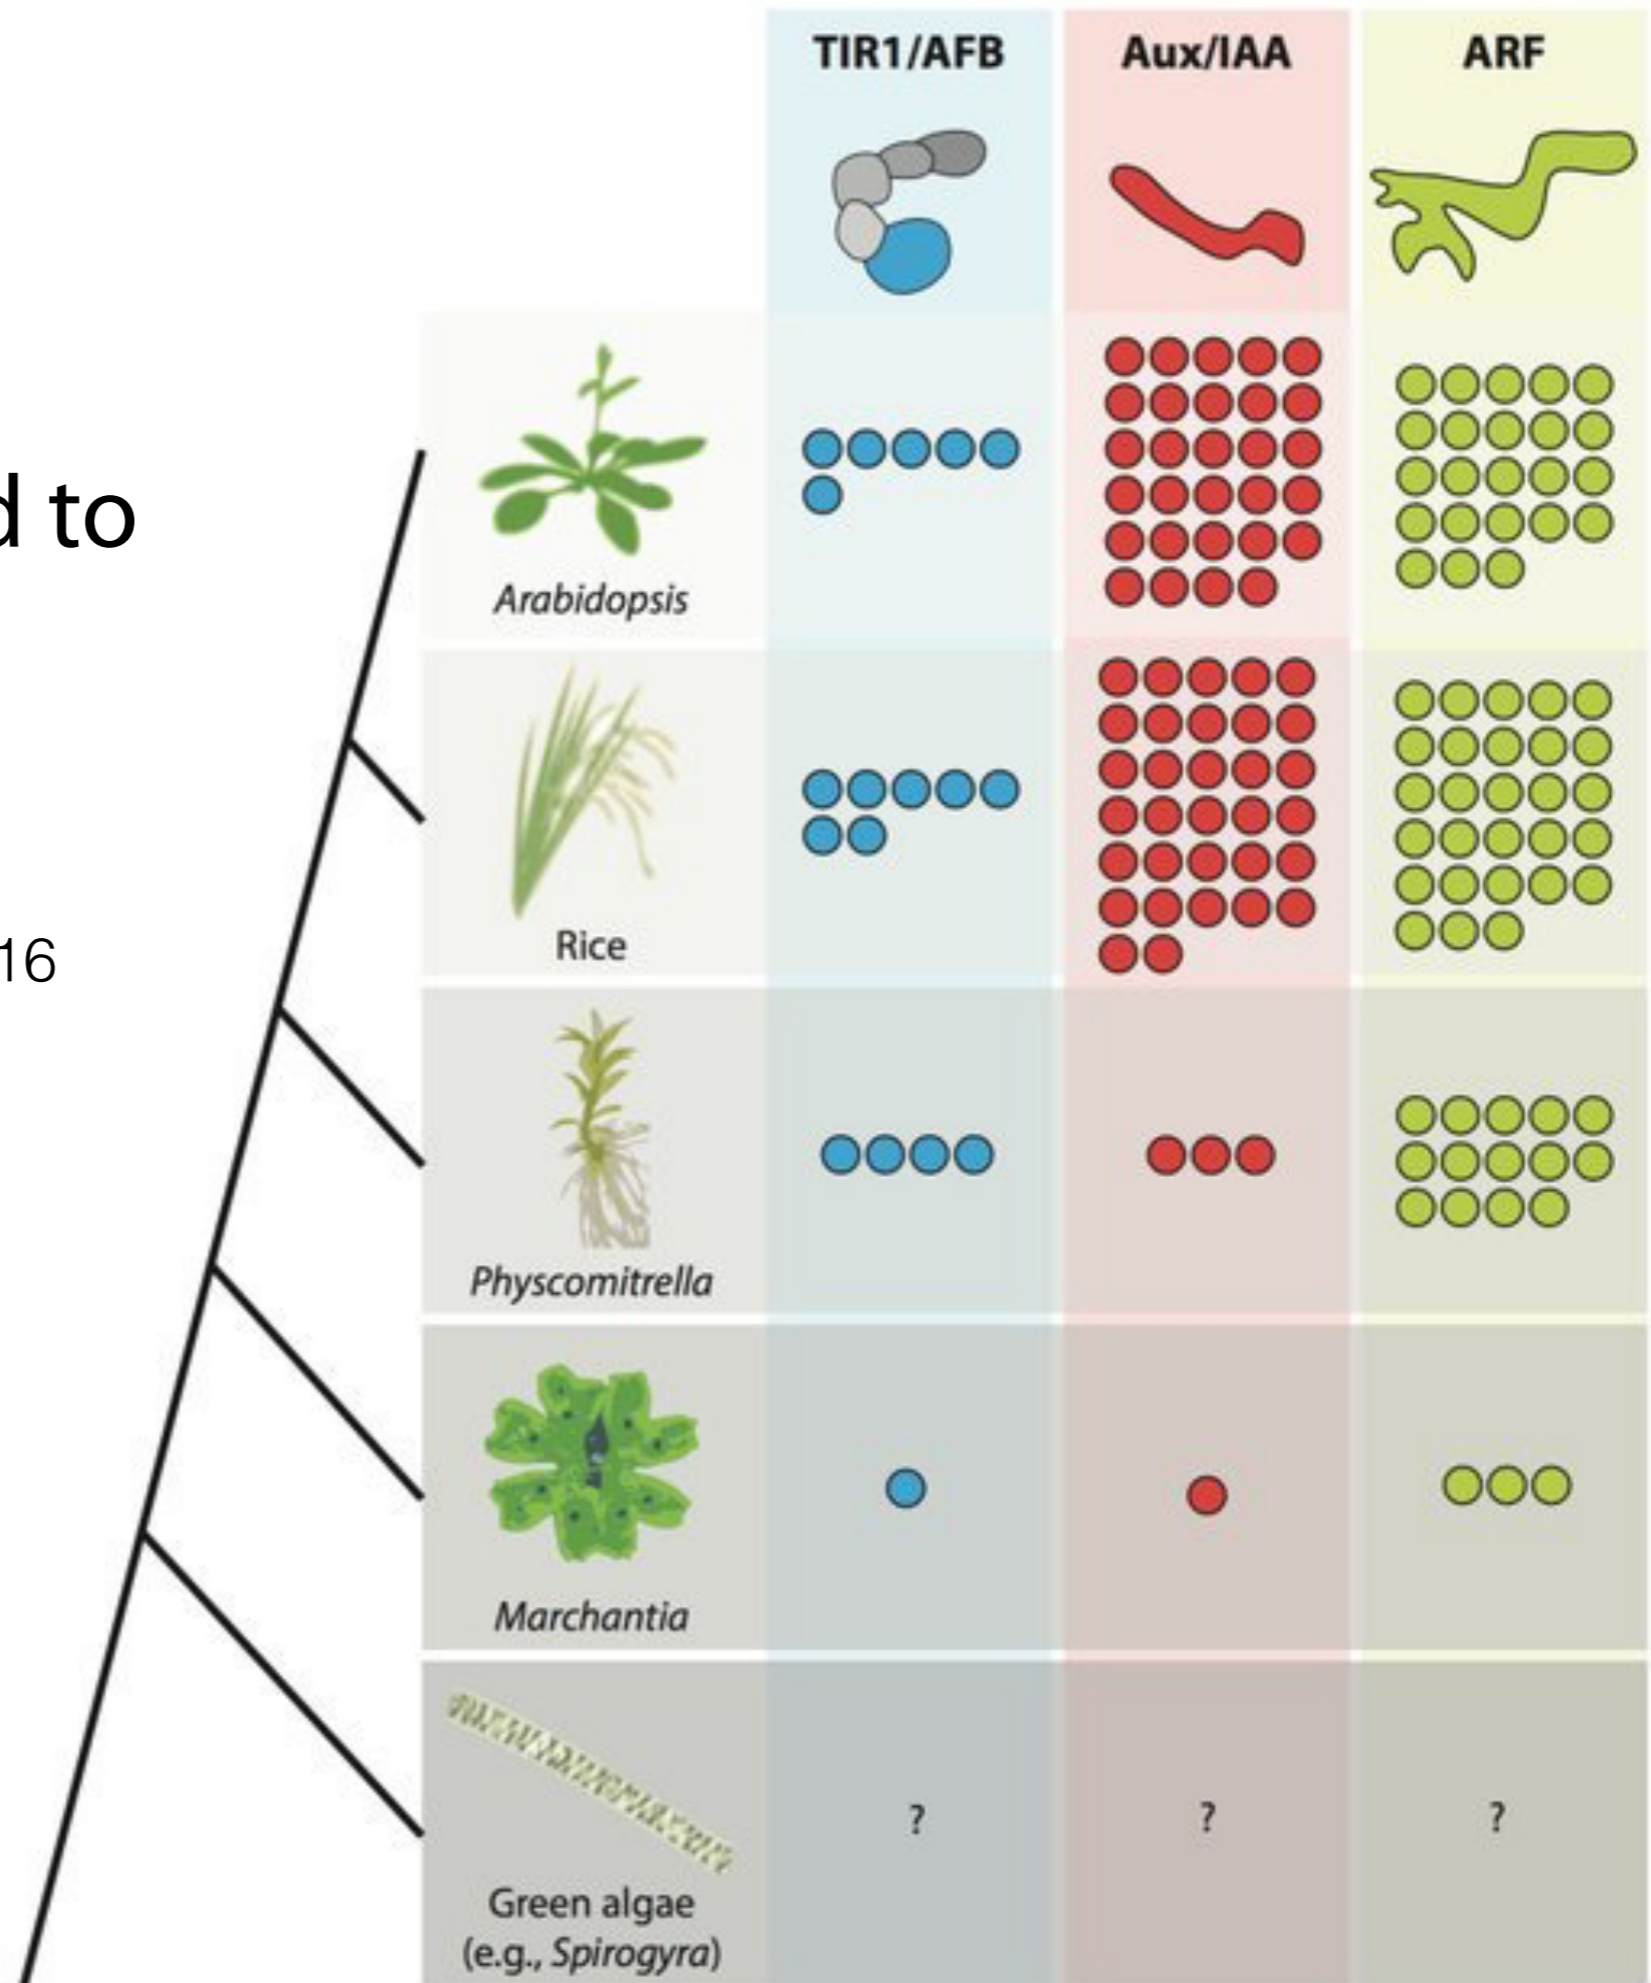 TIR1/AFB Aux/IAA ARF
d to
Arabidopsis
16
Rice
Physcomitrella
Marchantia
? ? ?
Green algae
(e.g., Spirogyra)